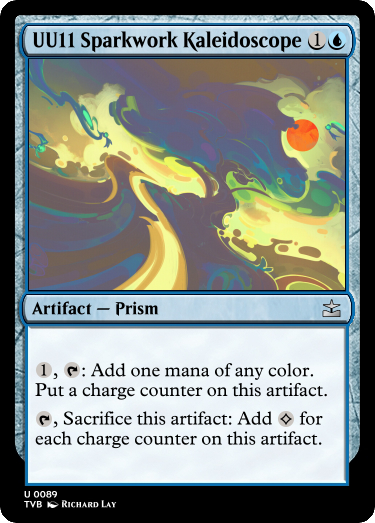 UU11 Sparkwork Kaleidoscope 1
Artifact — Prism
1, : Add one mana of any color.
Put a charge counter on this artifact.
, Sacrifice this artifact: Add for
each charge counter on this artifact.
U 0089
TVB Richard Lay